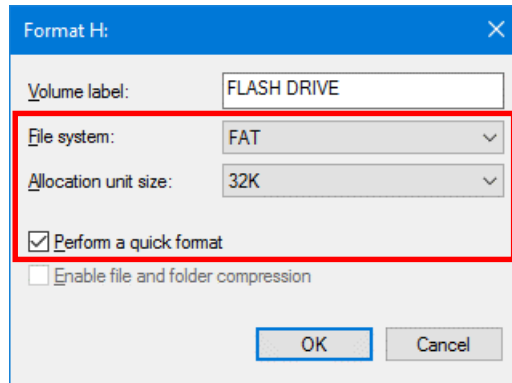 Format H:
Volume label: FLASH DRIVE
File system: FAT
Allocation unit size: 32K
Perform a quick format
Enable file and folder compression
OK Cancel